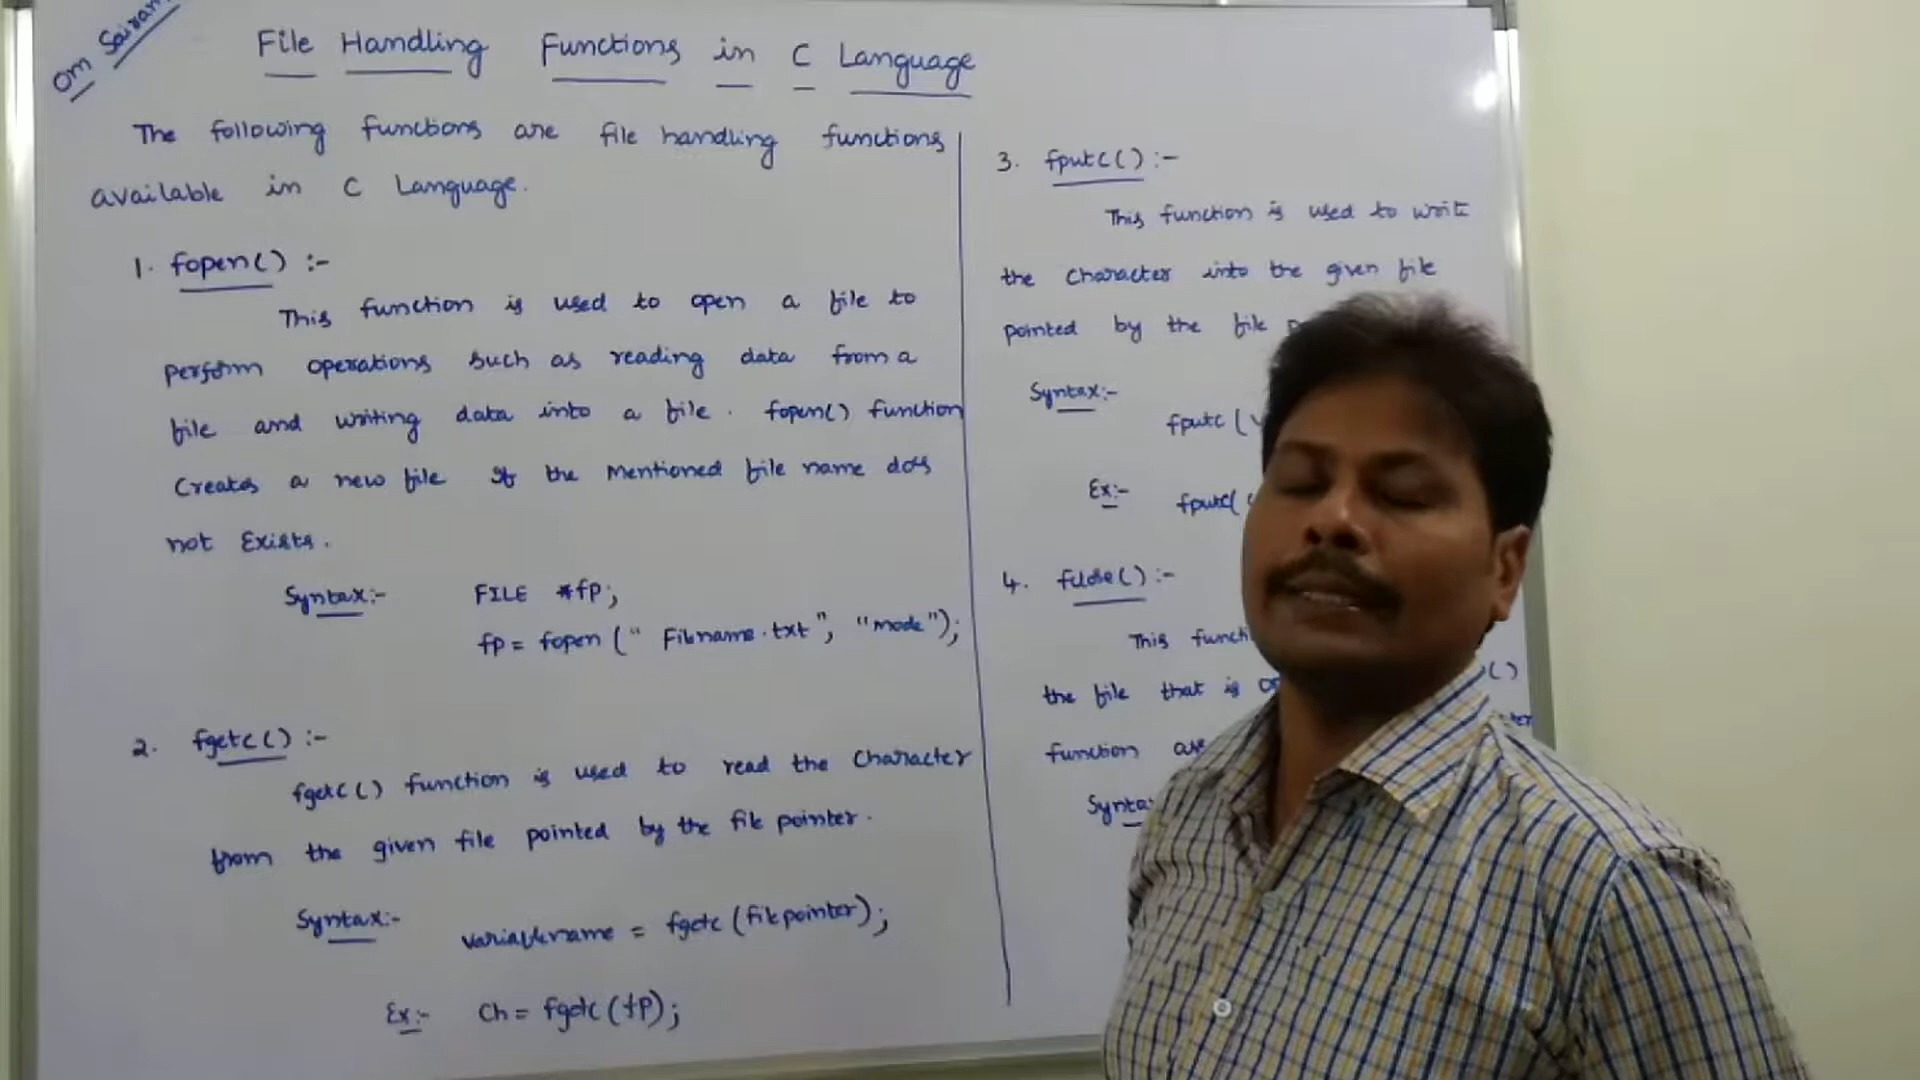 Om Sairam
File Handling Functions in C Language
The following functions are file handling functions
available in C Language.
1. fopen() :-
This function is used to open a file to
perform operations such as reading data from a
file and writing data into a file. fopen() function
Creates a new file If the mentioned file name does
not Exists.
Syntax:- FILE *fp;
fp = fopen (" Filename.txt", "mode");
2. fgetc() :-
fgetc() function is used to read the Character
from the given file pointed by the file pointer.
Syntax:- variablename = fgetc (filepointer);
Ex:- Ch = fgetc (fp);
3. fputc() :-
This function is used to write
the Character into the given file
pointed by the file
Syntax:-
fputc (
Ex:- fputc(
4. fclose() :-
This
the file that is
() 
function are